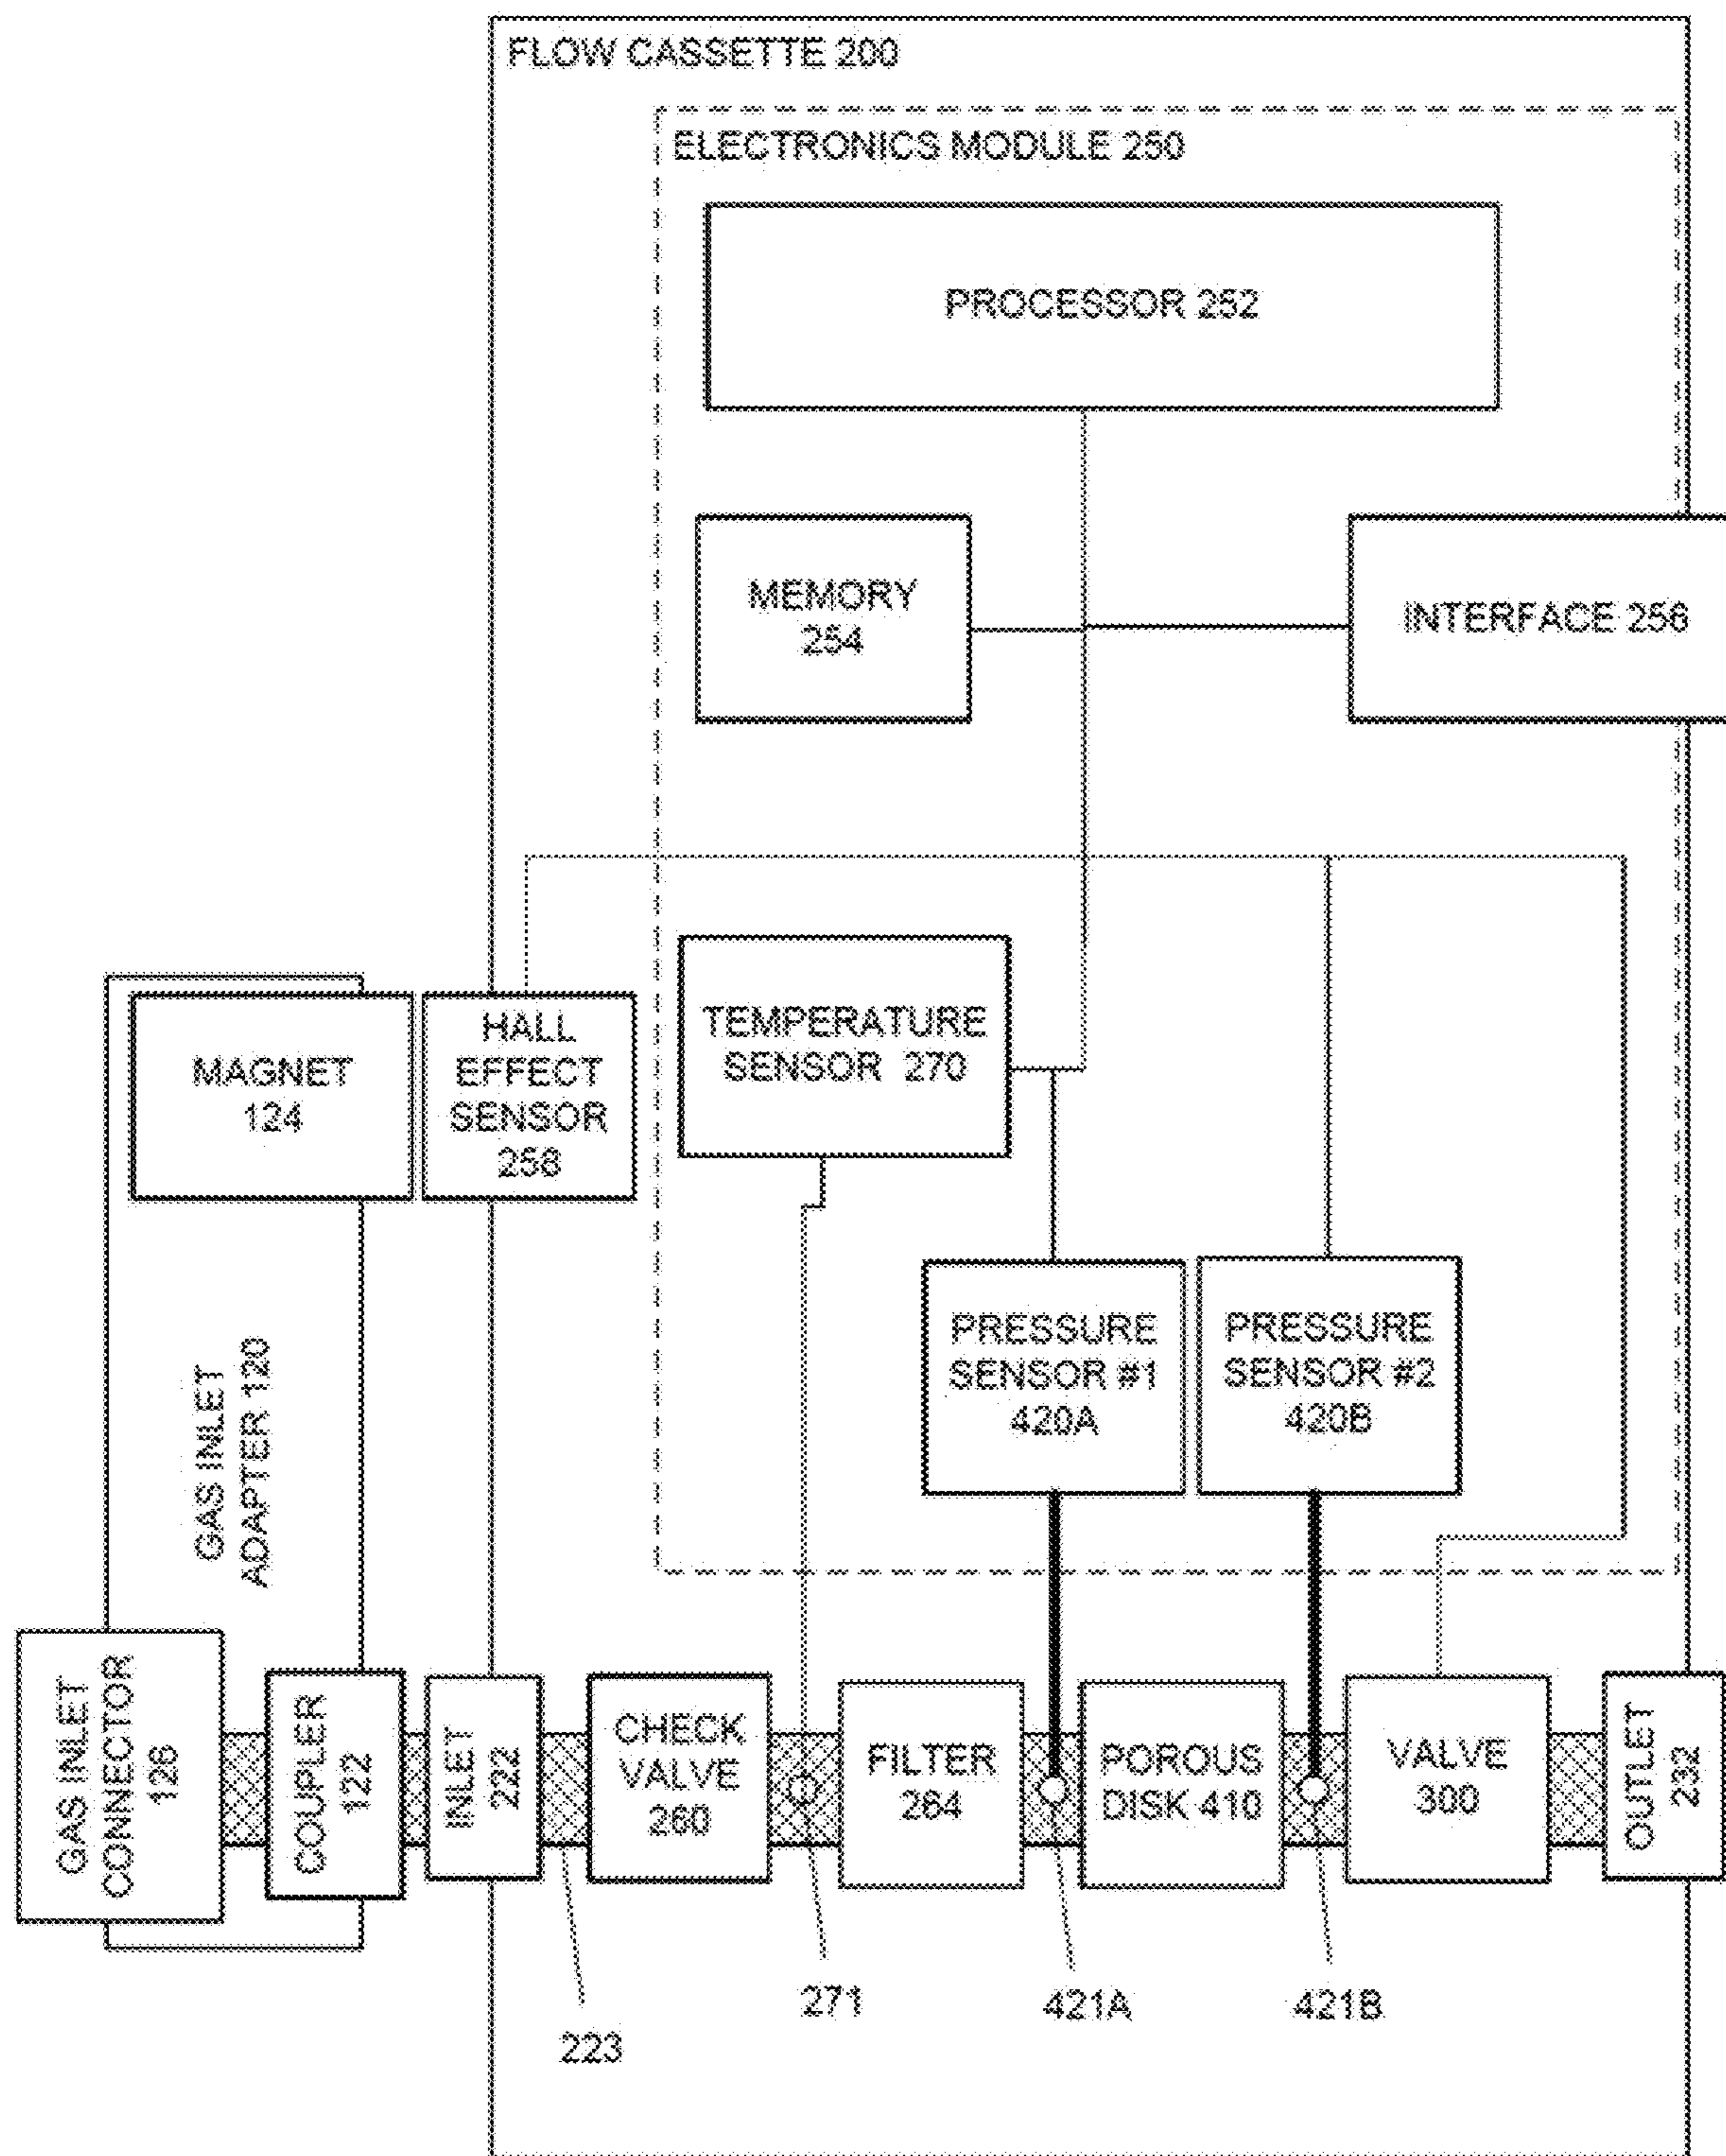 FLOW CASSETTE 200
ELECTRONICS MODULE 250
PROCESSOR 252
MEMORY
254
INTERFACE 256
MAGNET
124
HALL
EFFECT
SENSOR
258
TEMPERATURE
SENSOR 270
PRESSURE
SENSOR #1
420A
PRESSURE
SENSOR #2
420B
GAS INLET
ADAPTER 120
GAS INLET
CONNECTOR
126
COUPLER
122
INLET
222
CHECK
VALVE
260
FILTER
264
POROUS
DISK 410
VALVE
300
OUTLET
232
223
271
421A
421B